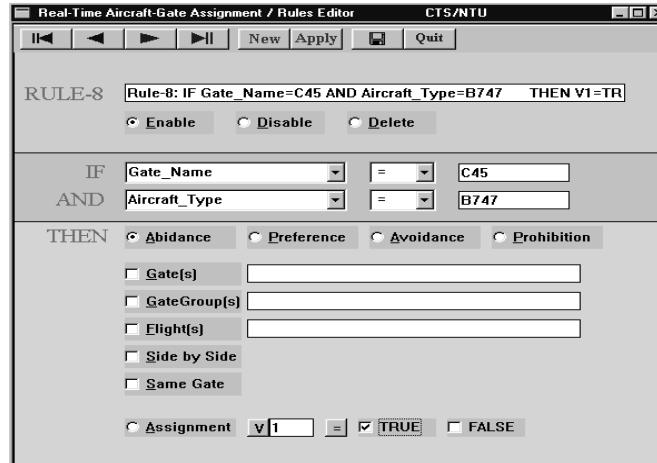 Real-Time Aircraft-Gate Assignment / Rules Editor CTS/NTU
New Apply Quit
RULE-8 Rule-8: IF Gate_Name=C45 AND Aircraft_Type=B747 THEN V1=TR
Enable Disable Delete
IF Gate_Name = C45
AND Aircraft_Type = B747
THEN Abidance Preference Avoidance Prohibition
Gate(s)
GateGroup(s)
Flight(s)
Side by Side
Same Gate
Assignment V 1 = TRUE FALSE